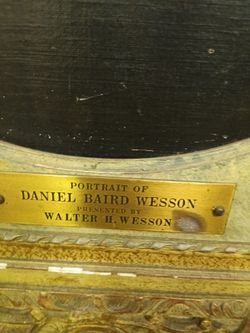 PORTRAIT OF
DANIEL BAIRD WESSON
PRESENTED BY
WALTER H. WESSON